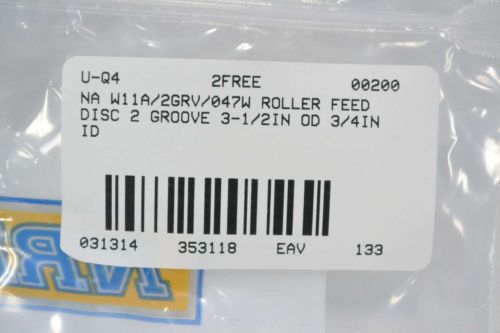 U-Q4 2FREE 00200
NA W11A/2GRV/047W ROLLER FEED
DISC 2 GROOVE 3-1/2IN OD 3/4IN
ID
031314 353118 EAV 133